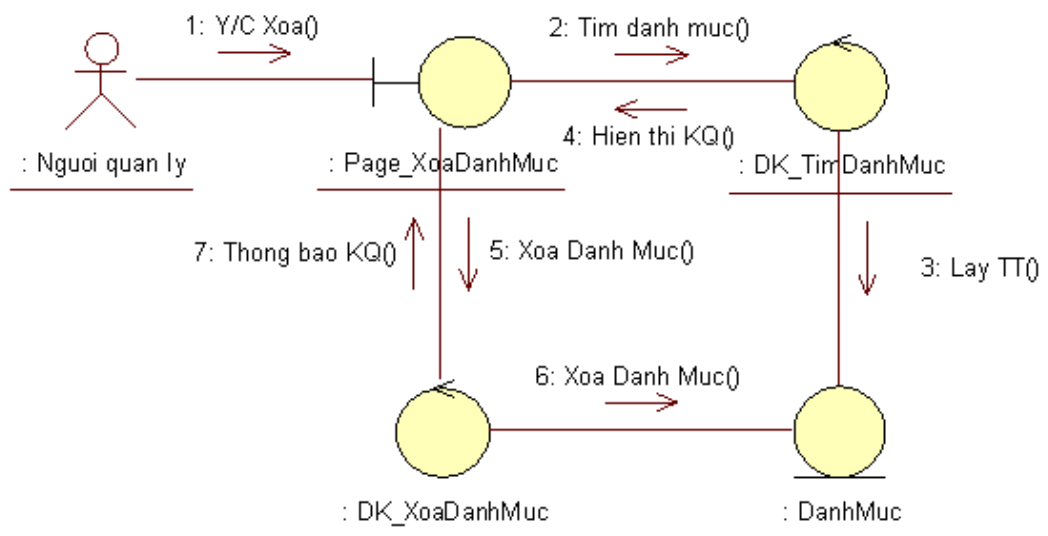 1: Y/C Xoa()
2: Tim danh muc()
4: Hien thi KQ()
: Nguoi quan ly
: Page_XoaDanhMuc
: DK_TimDanhMuc
7: Thong bao KQ()
5: Xoa Danh Muc()
3: Lay TT()
6: Xoa Danh Muc()
: DK_XoaDanhMuc
: DanhMuc